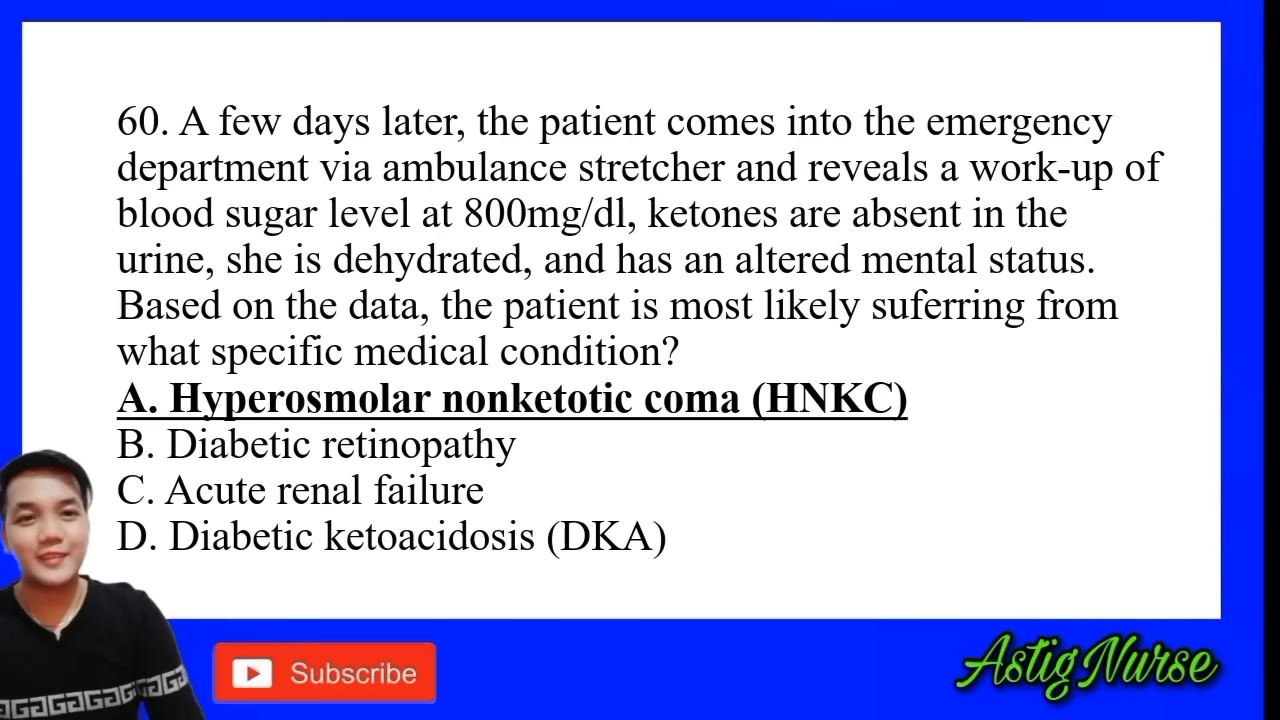 60. A few days later, the patient comes into the emergency
department via ambulance stretcher and reveals a work-up of
blood sugar level at 800mg/dl, ketones are absent in the
urine, she is dehydrated, and has an altered mental status.
Based on the data, the patient is most likely suferring from
what specific medical condition?
A. Hyperosmolar nonketotic coma (HNKC)
B. Diabetic retinopathy
C. Acute renal failure
D. Diabetic ketoacidosis (DKA)
Subscribe
Astig Nurse